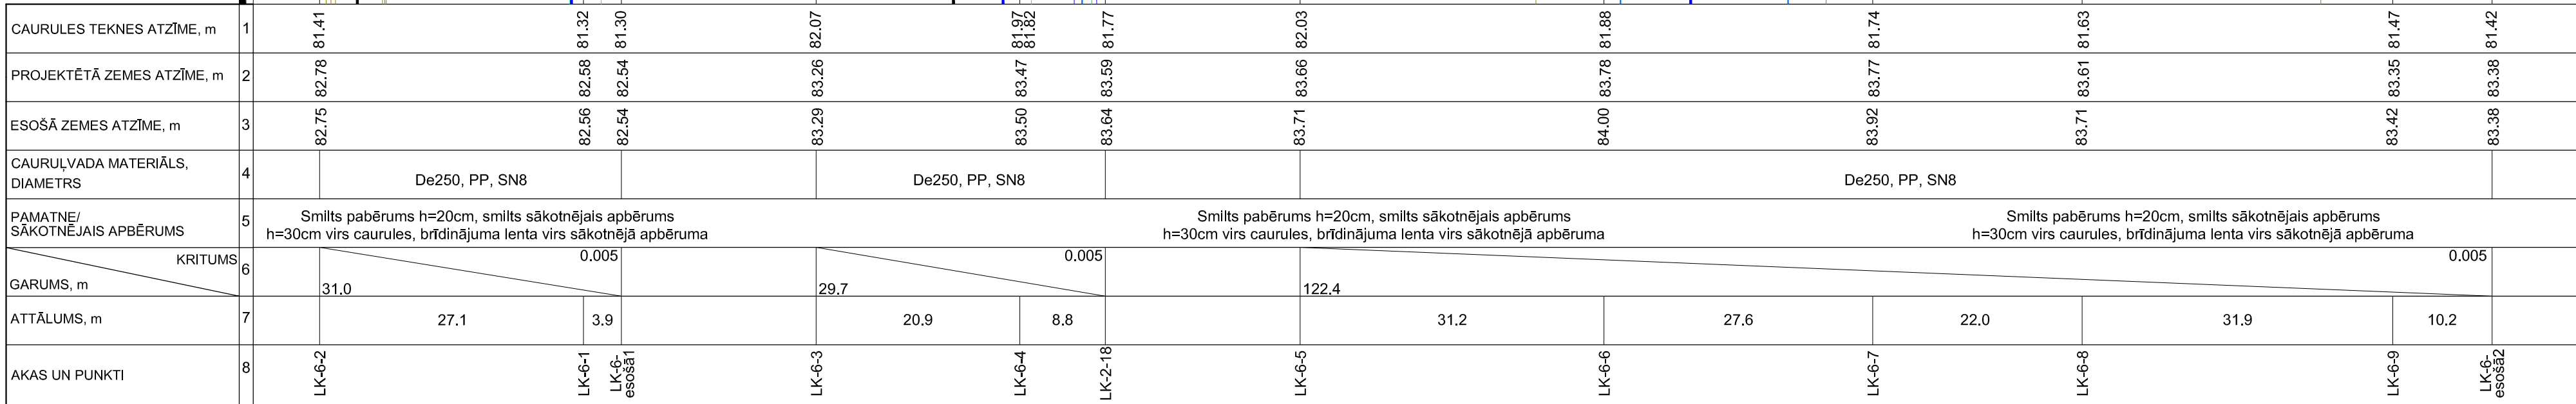 CAURULES TEKNES ATZĪME, m 1 81.41 81.32 81.30 82.07 81.97 81.82 81.77 82.03 81.88 81.74 81.63 81.47 81.42
PROJEKTĒTĀ ZEMES ATZĪME, m 2 82.78 82.58 82.54 83.26 83.47 83.59 83.66 83.78 83.77 83.61 83.35 83.38
ESOŠĀ ZEMES ATZĪME, m 3 82.75 82.56 82.54 83.29 83.50 83.64 83.71 84.00 83.92 83.71 83.42 83.38
CAURUĻVADA MATERIĀLS,
DIAMETRS 4 De250, PP, SN8 De250, PP, SN8 De250, PP, SN8
PAMATNE/
SĀKOTNĒJAIS APBĒRUMS 5
Smilts pabērums h=20cm, smilts sākotnējais apbērums
h=30cm virs caurules, brīdinājuma lenta virs sākotnējā apbēruma
Smilts pabērums h=20cm, smilts sākotnējais apbērums
h=30cm virs caurules, brīdinājuma lenta virs sākotnējā apbēruma
Smilts pabērums h=20cm, smilts sākotnējais apbērums
h=30cm virs caurules, brīdinājuma lenta virs sākotnējā apbēruma
KRITUMS 6 0.005 0.005 0.005
GARUMS, m 31.0 29.7 122.4
ATTĀLUMS, m 7 27.1 3.9 20.9 8.8 31.2 27.6 22.0 31.9 10.2
AKAS UN PUNKTI 8 LK-6-2 LK-6-1 LK-6-
esošā1 LK-6-3 LK-6-4 LK-2-18 LK-6-5 LK-6-6 LK-6-7 LK-6-8 LK-6-9 LK-6-
esošā2